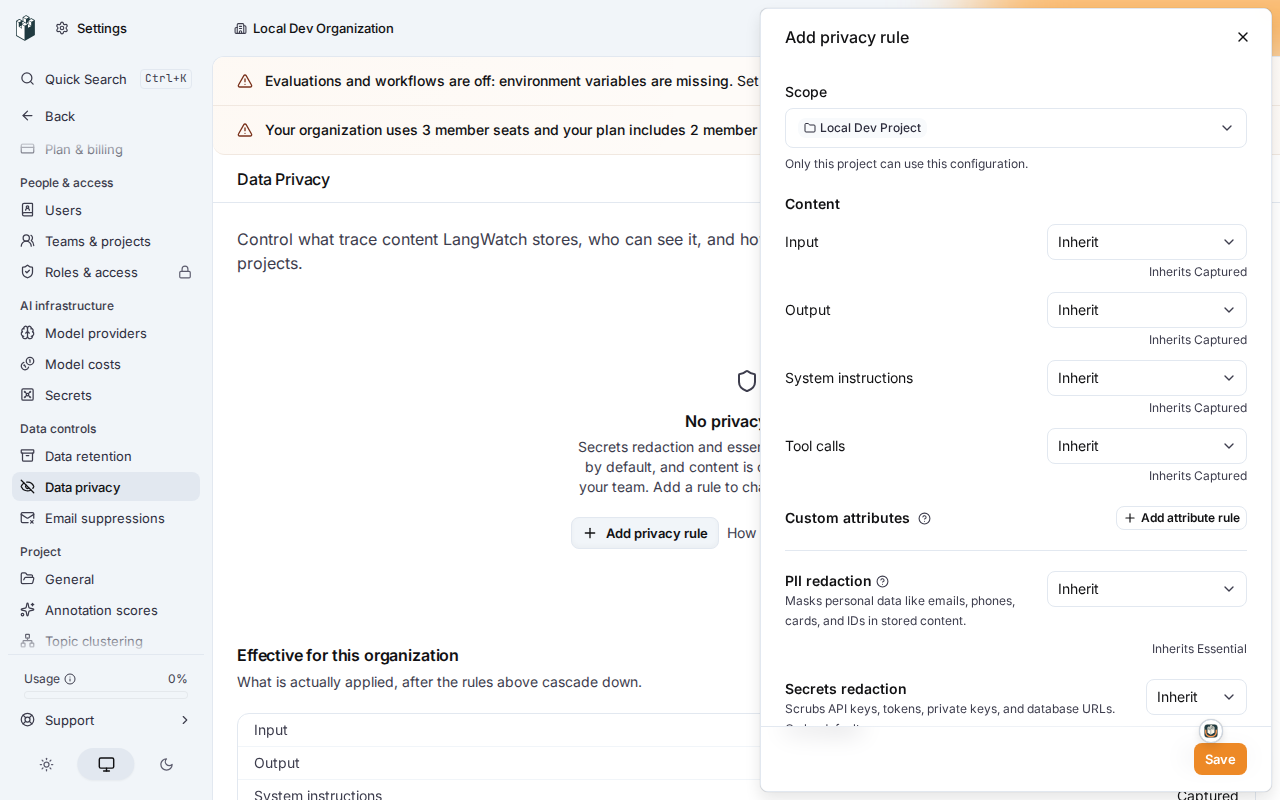 Settings
Quick Search
Ctrl+K
Back
Plan & billing
People & access
Users
Teams & projects
Roles & access
AI infrastructure
Model providers
Model costs
Secrets
Data controls
Data retention
Data privacy
Email suppressions
Project
General
Annotation scores
Topic clustering
Usage
0%
Support
Local Dev Organization
Evaluations and workflows are off: environment variables are missing. Set
Your organization uses 3 member seats and your plan includes 2 member
Data Privacy
Control what trace content LangWatch stores, who can see it, and ho
projects.
No privacy
Secrets redaction and essen
by default, and content is
your team. Add a rule to cha
Add privacy rule
How
Effective for this organization
What is actually applied, after the rules above cascade down.
Input
Output
System instructions
Captured
Add privacy rule
Scope
Local Dev Project
Only this project can use this configuration.
Content
Input
Inherit
Inherits Captured
Output
Inherit
Inherits Captured
System instructions
Inherit
Inherits Captured
Tool calls
Inherit
Inherits Captured
Custom attributes
Add attribute rule
PII redaction
Inherit
Masks personal data like emails, phones,
cards, and IDs in stored content.
Inherits Essential
Secrets redaction
Inherit
Scrubs API keys, tokens, private keys, and database URLs.
Save